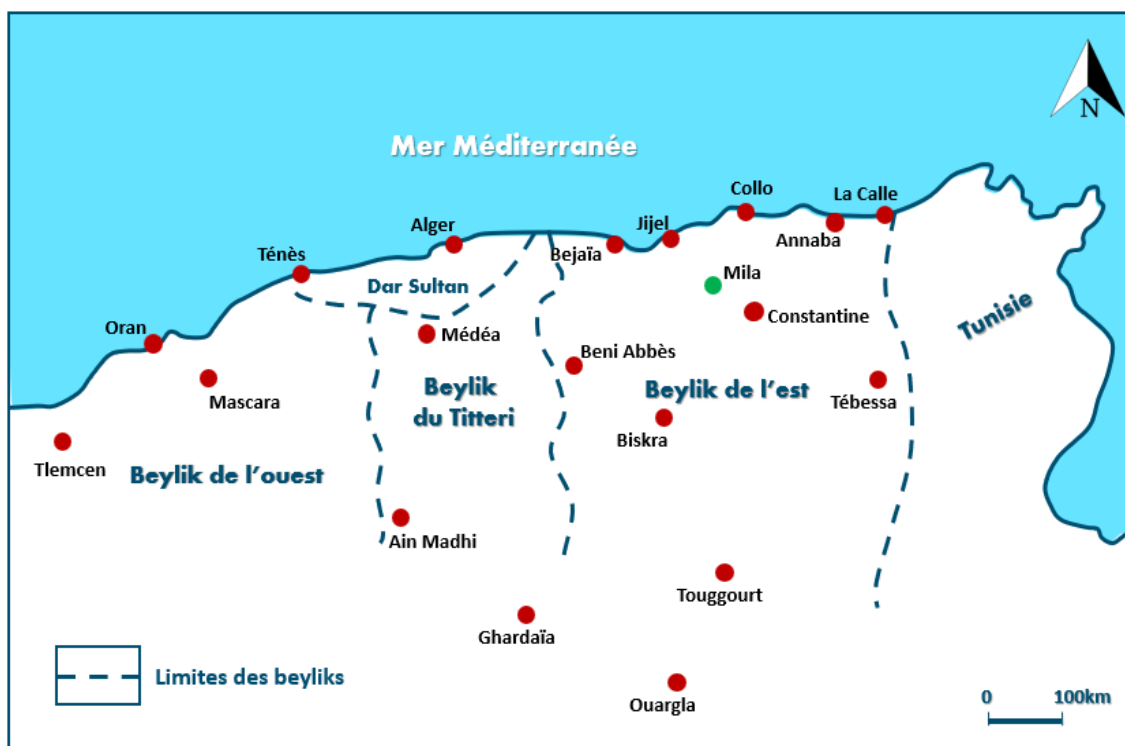 N
Mer Méditerranée
Collo
La Calle
Alger
Jijel
Annaba
Bejaïa
Ténès
Mila
Dar Sultan
Constantine
Oran
Médéa
Tunisie
Beni Abbès
Mascara
Beylik
du Titteri
Beylik de l'est
Tébessa
Biskra
Tlemcen
Beylik de l'ouest
Ain Madhi
Touggourt
Ghardaïa
Limites des beyliks
Ouargla
0 100km